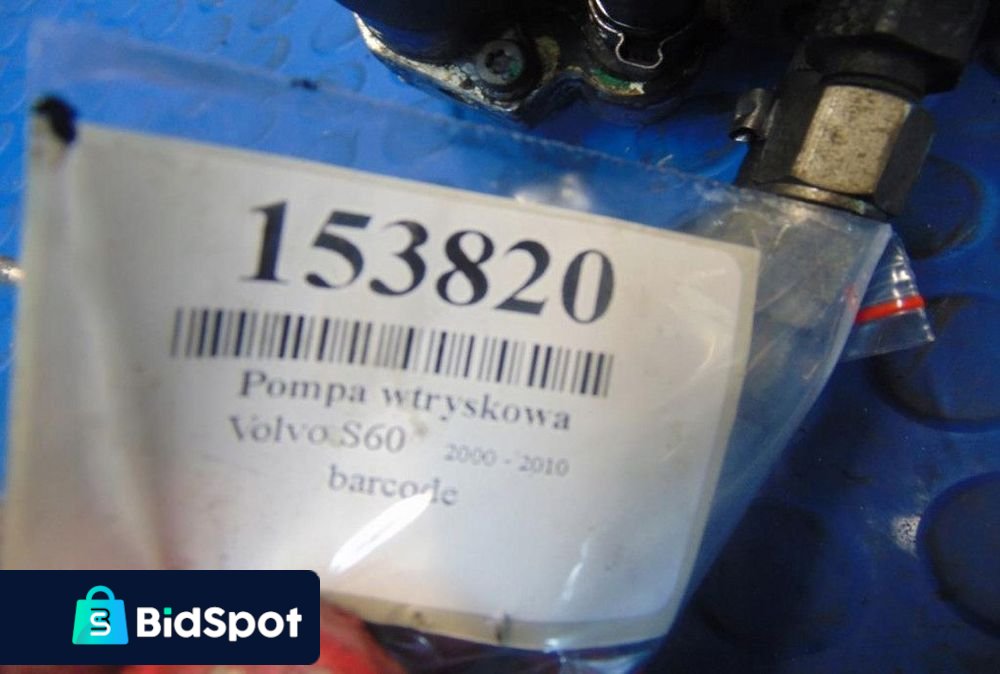 153820
Pompa wtryskowa
Volvo S60 2000 - 2010
barcode
BidSpot